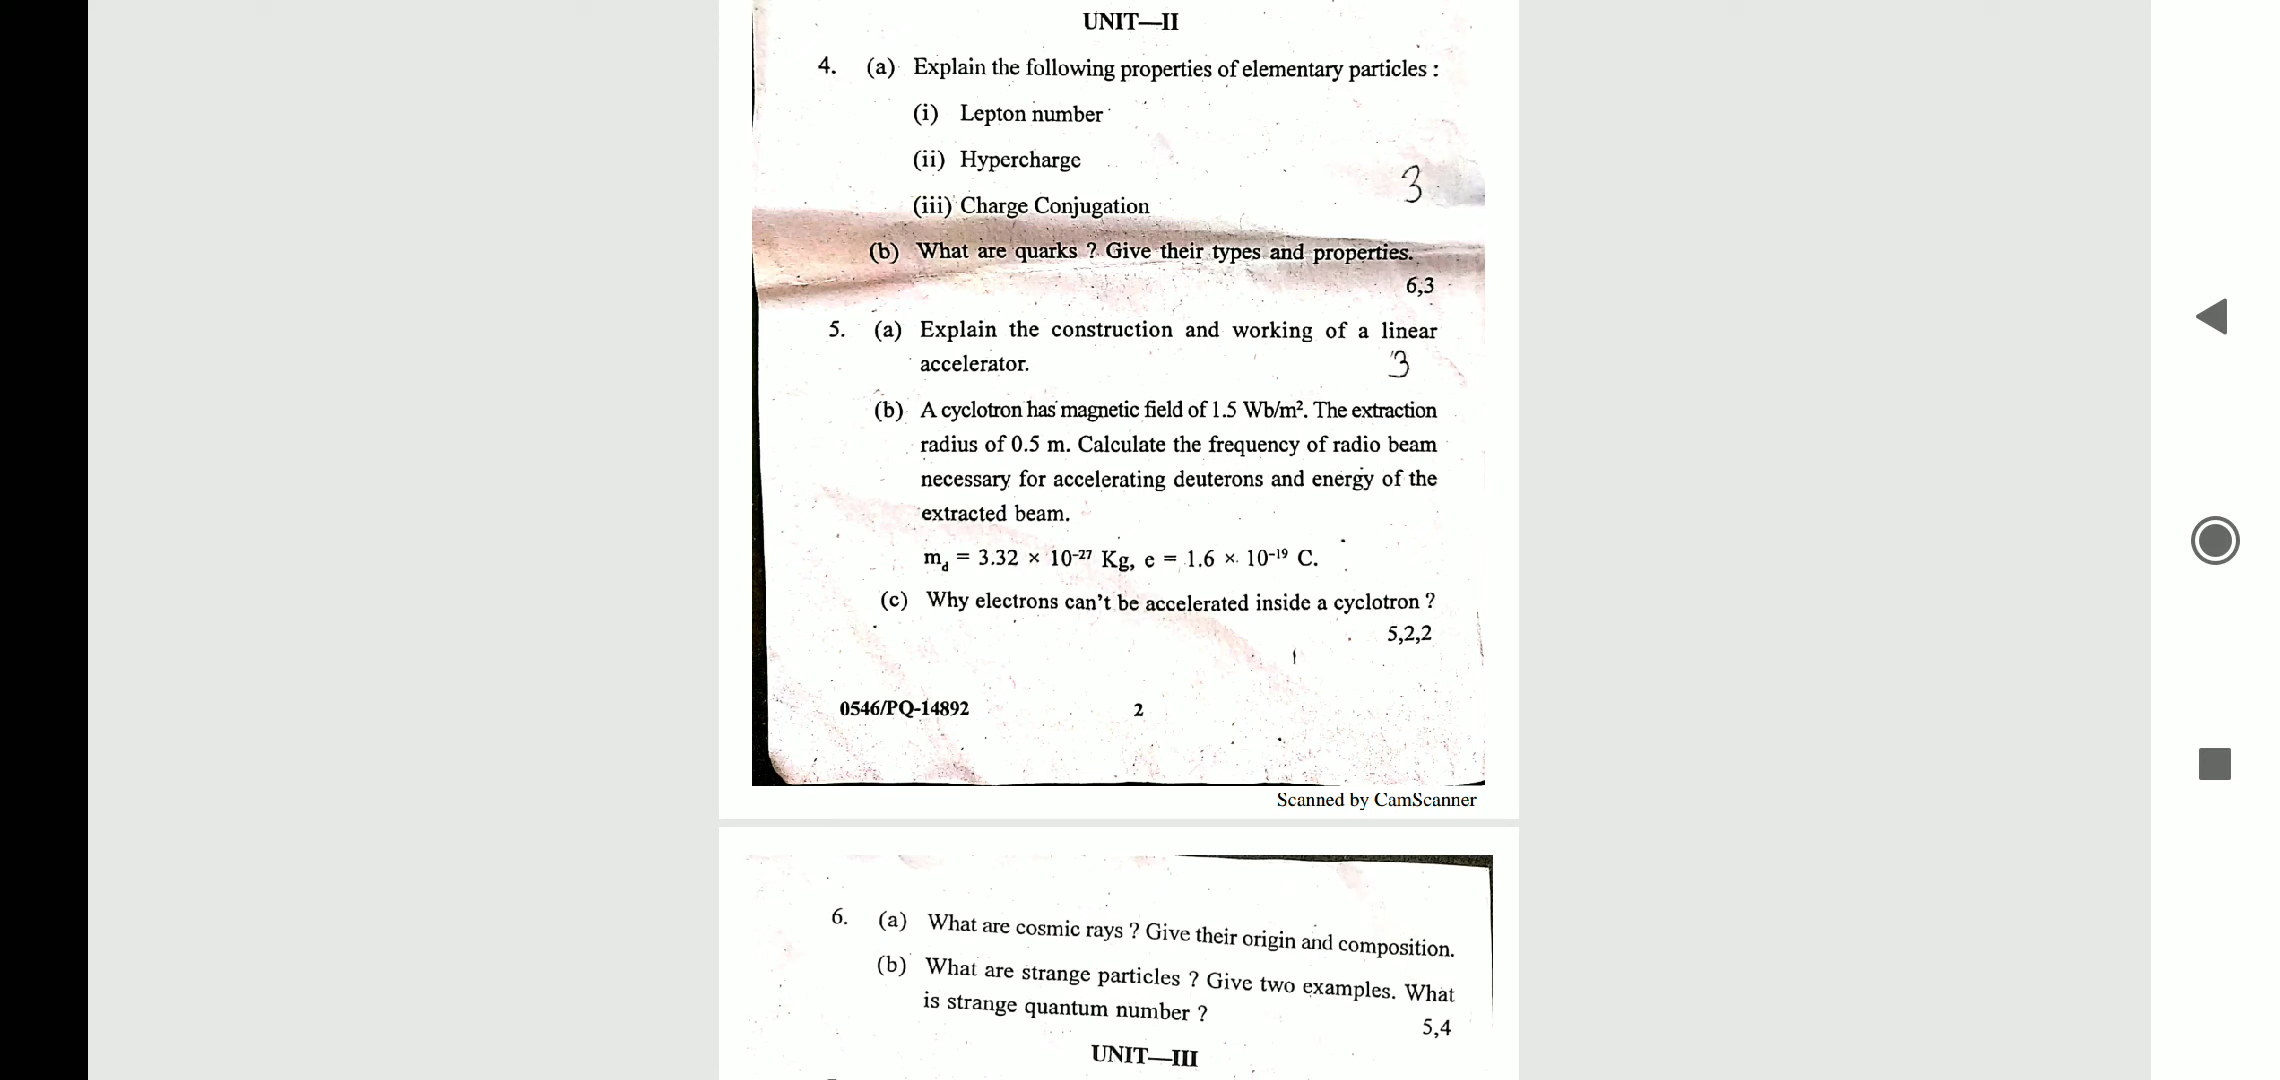 UNIT—II
4. (a) Explain the following properties of elementary particles :
(i) Lepton number
(ii) Hypercharge
(iii) Charge Conjugation
3
(b) What are quarks ? Give their types and properties.
6,3
5. (a) Explain the construction and working of a linear
accelerator.
3
(b) A cyclotron has magnetic field of 1.5 Wb/m². The extraction
radius of 0.5 m. Calculate the frequency of radio beam
necessary for accelerating deuterons and energy of the
extracted beam.
m_d = 3.32 × 10⁻²⁷ Kg, e = 1.6 × 10⁻¹⁹ C.
(c) Why electrons can't be accelerated inside a cyclotron ?
5,2,2
0546/PQ-14892 2
Scanned by CamScanner
6. (a) What are cosmic rays ? Give their origin and composition.
(b) What are strange particles ? Give two examples. What
is strange quantum number ?
5,4
UNIT—III